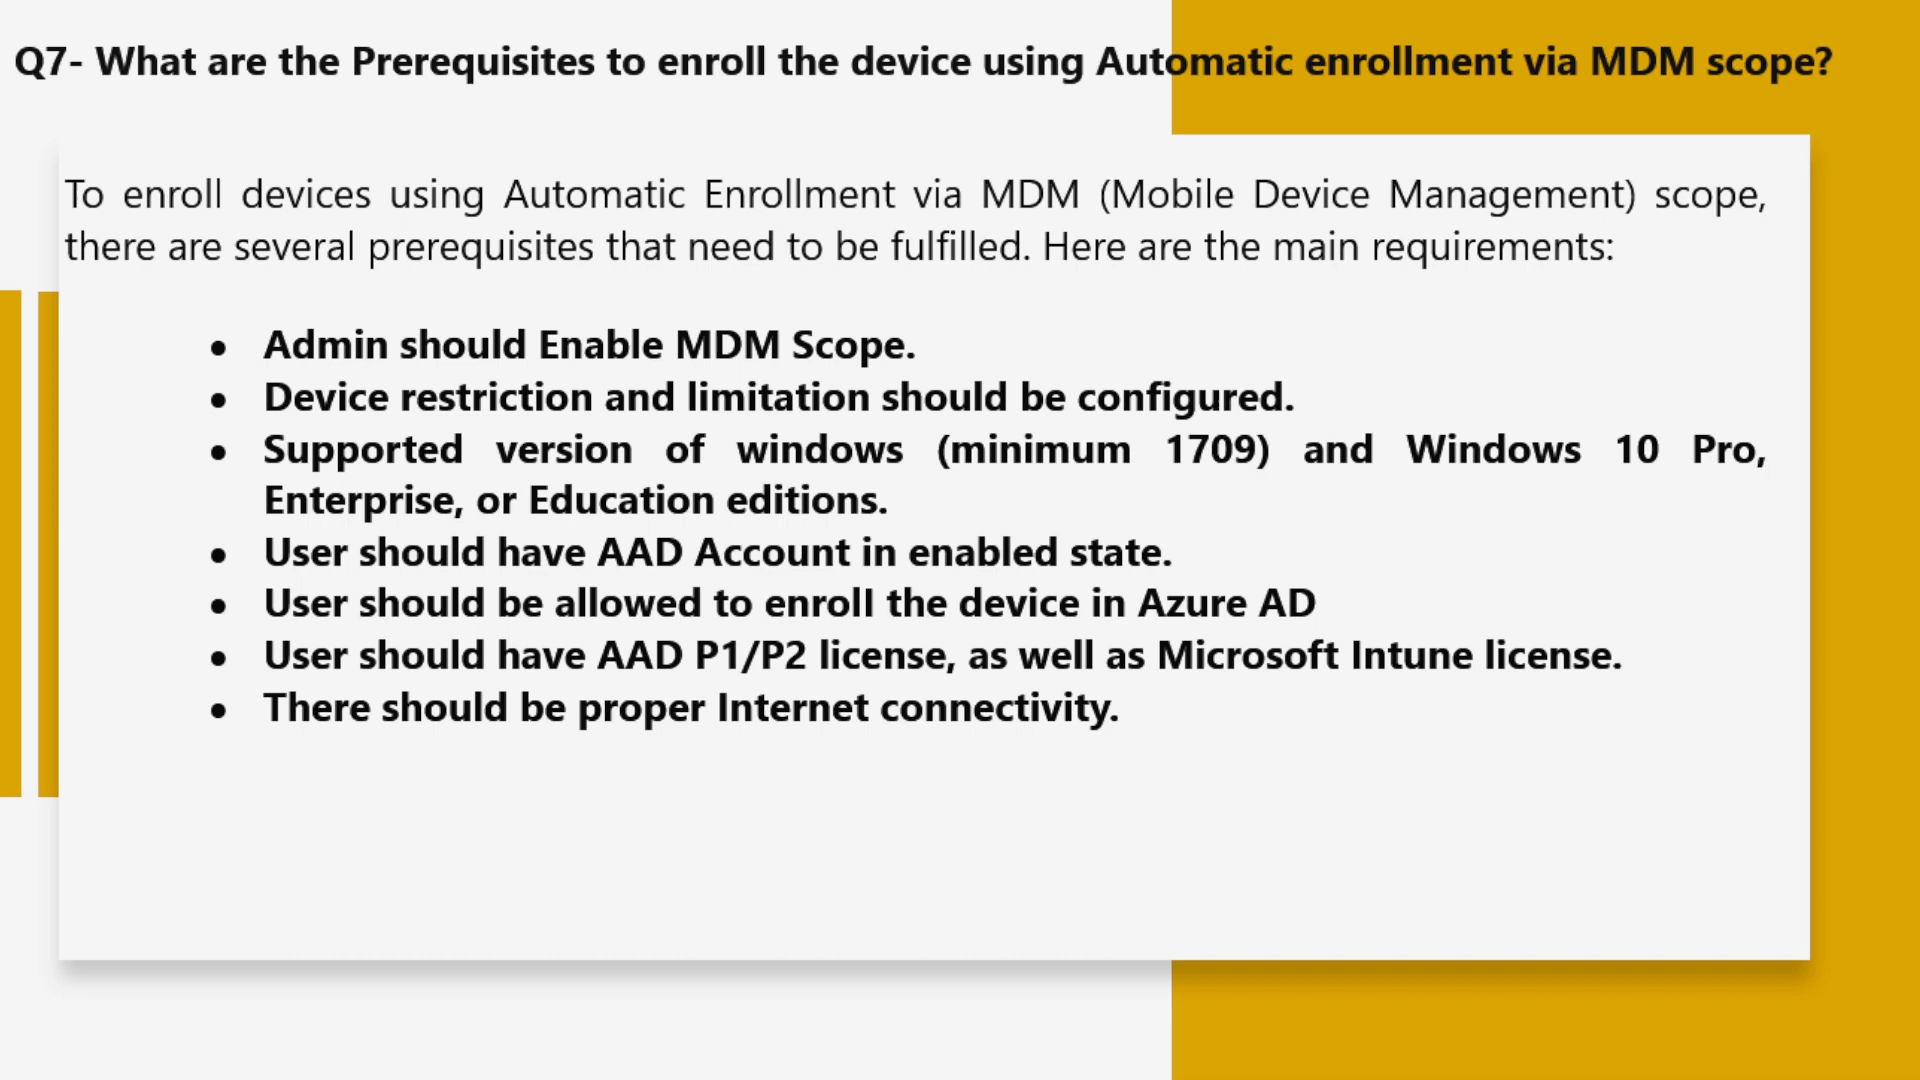 Q7- What are the Prerequisites to enroll the device using Automatic enrollment via MDM scope?
To enroll devices using Automatic Enrollment via MDM (Mobile Device Management) scope,
there are several prerequisites that need to be fulfilled. Here are the main requirements:
● Admin should Enable MDM Scope.
● Device restriction and limitation should be configured.
● Supported version of windows (minimum 1709) and Windows 10 Pro,
Enterprise, or Education editions.
● User should have AAD Account in enabled state.
● User should be allowed to enroll the device in Azure AD
● User should have AAD P1/P2 license, as well as Microsoft Intune license.
● There should be proper Internet connectivity.